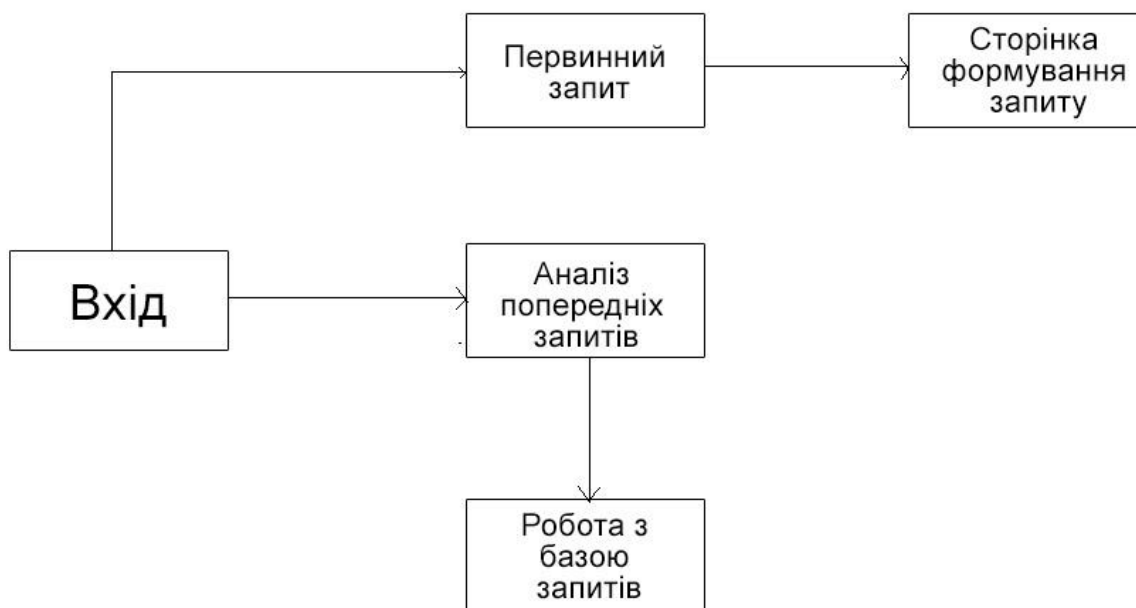 Первинний
запит
Сторінка
формування
запиту
Вхід
Аналіз
попередніх
запитів
Робота з
базою
запитів